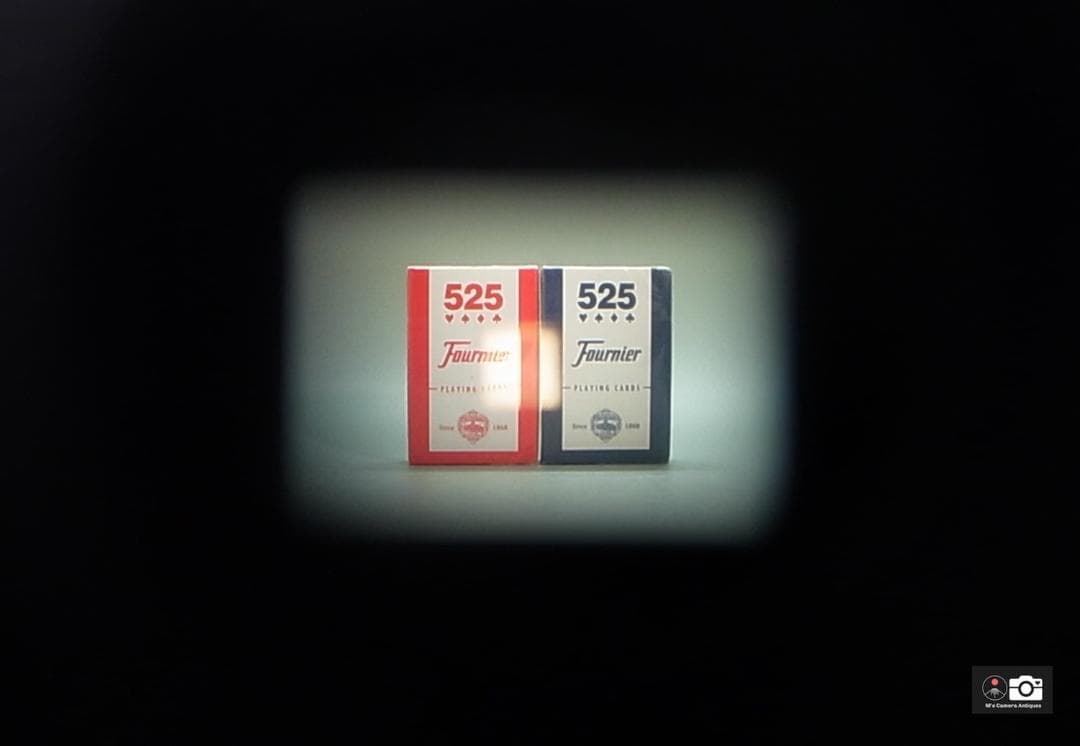 525
Fournier
PLAYING CARDS
Since 1868
525
Fournier
PLAYING CARDS
Since 1868
M's Camera Antiques